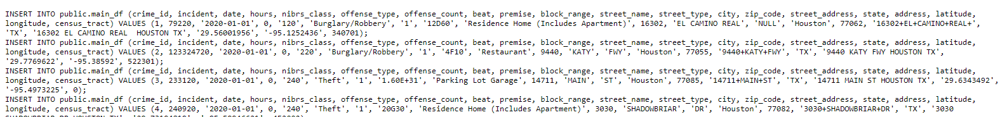 INSERT INTO public.main_df (crime_id, incident, date, hours, nibrs_class, offense_type, offense_count, beat, premise, block_range, street_name, street_type, city, zip_code, street_address, state, address, latitude,
longitude, census_tract) VALUES (1, 79220, '2020-01-01', 0, '120', 'Burglary/Robbery', '1', '12D60', 'Residence Home (Includes Apartment)', 16302, 'EL CAMINO REAL', 'NULL', 'Houston', 77062, '16302+EL+CAMINO+REAL+',
'TX', '16302 EL CAMINO REAL  HOUSTON TX', '29.56001956', '-95.1252436', 340701);
INSERT INTO public.main_df (crime_id, incident, date, hours, nibrs_class, offense_type, offense_count, beat, premise, block_range, street_name, street_type, city, zip_code, street_address, state, address, latitude,
longitude, census_tract) VALUES (2, 123324720, '2020-01-01', 0, '220', 'Burglary/Robbery', '1', '4F10', 'Restaurant', 9440, 'KATY', 'FWY', 'Houston', 77055, '9440+KATY+FWY', 'TX', '9440 KATY FWY HOUSTON TX',
'29.7769622', '-95.38592', 522301);
INSERT INTO public.main_df (crime_id, incident, date, hours, nibrs_class, offense_type, offense_count, beat, premise, block_range, street_name, street_type, city, zip_code, street_address, state, address, latitude,
longitude, census_tract) VALUES (3, 233120, '2020-01-01', 0, '240', 'Theft', '1', '1.60E+31', 'Parking Lot Garage', 14711, 'MAIN', 'ST', 'Houston', 77085, '14711+MAIN+ST', 'TX', '14711 MAIN ST HOUSTON TX', '29.6343492',
'-95.4973225', 0);
INSERT INTO public.main_df (crime_id, incident, date, hours, nibrs_class, offense_type, offense_count, beat, premise, block_range, street_name, street_type, city, zip_code, street_address, state, address, latitude,
longitude, census_tract) VALUES (4, 240920, '2020-01-01', 0, '240', 'Theft', '1', '20G30', 'Residence Home (Includes Apartment)', 3030, 'SHADOWBRIAR', 'DR', 'Houston', 77082, '3030+SHADOWBRIAR+DR', 'TX', '3030